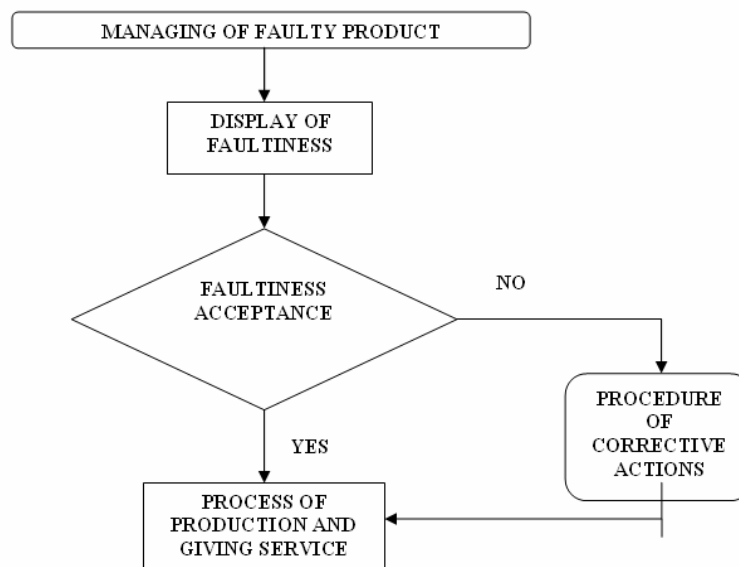 MANAGING OF FAULTY PRODUCT
DISPLAY OF
FAULTINESS
FAULTINESS
ACCEPTANCE
NO
PROCEDURE
OF
CORRECTIVE
ACTIONS
YES
PROCESS OF
PRODUCTION AND
GIVING SERVICE